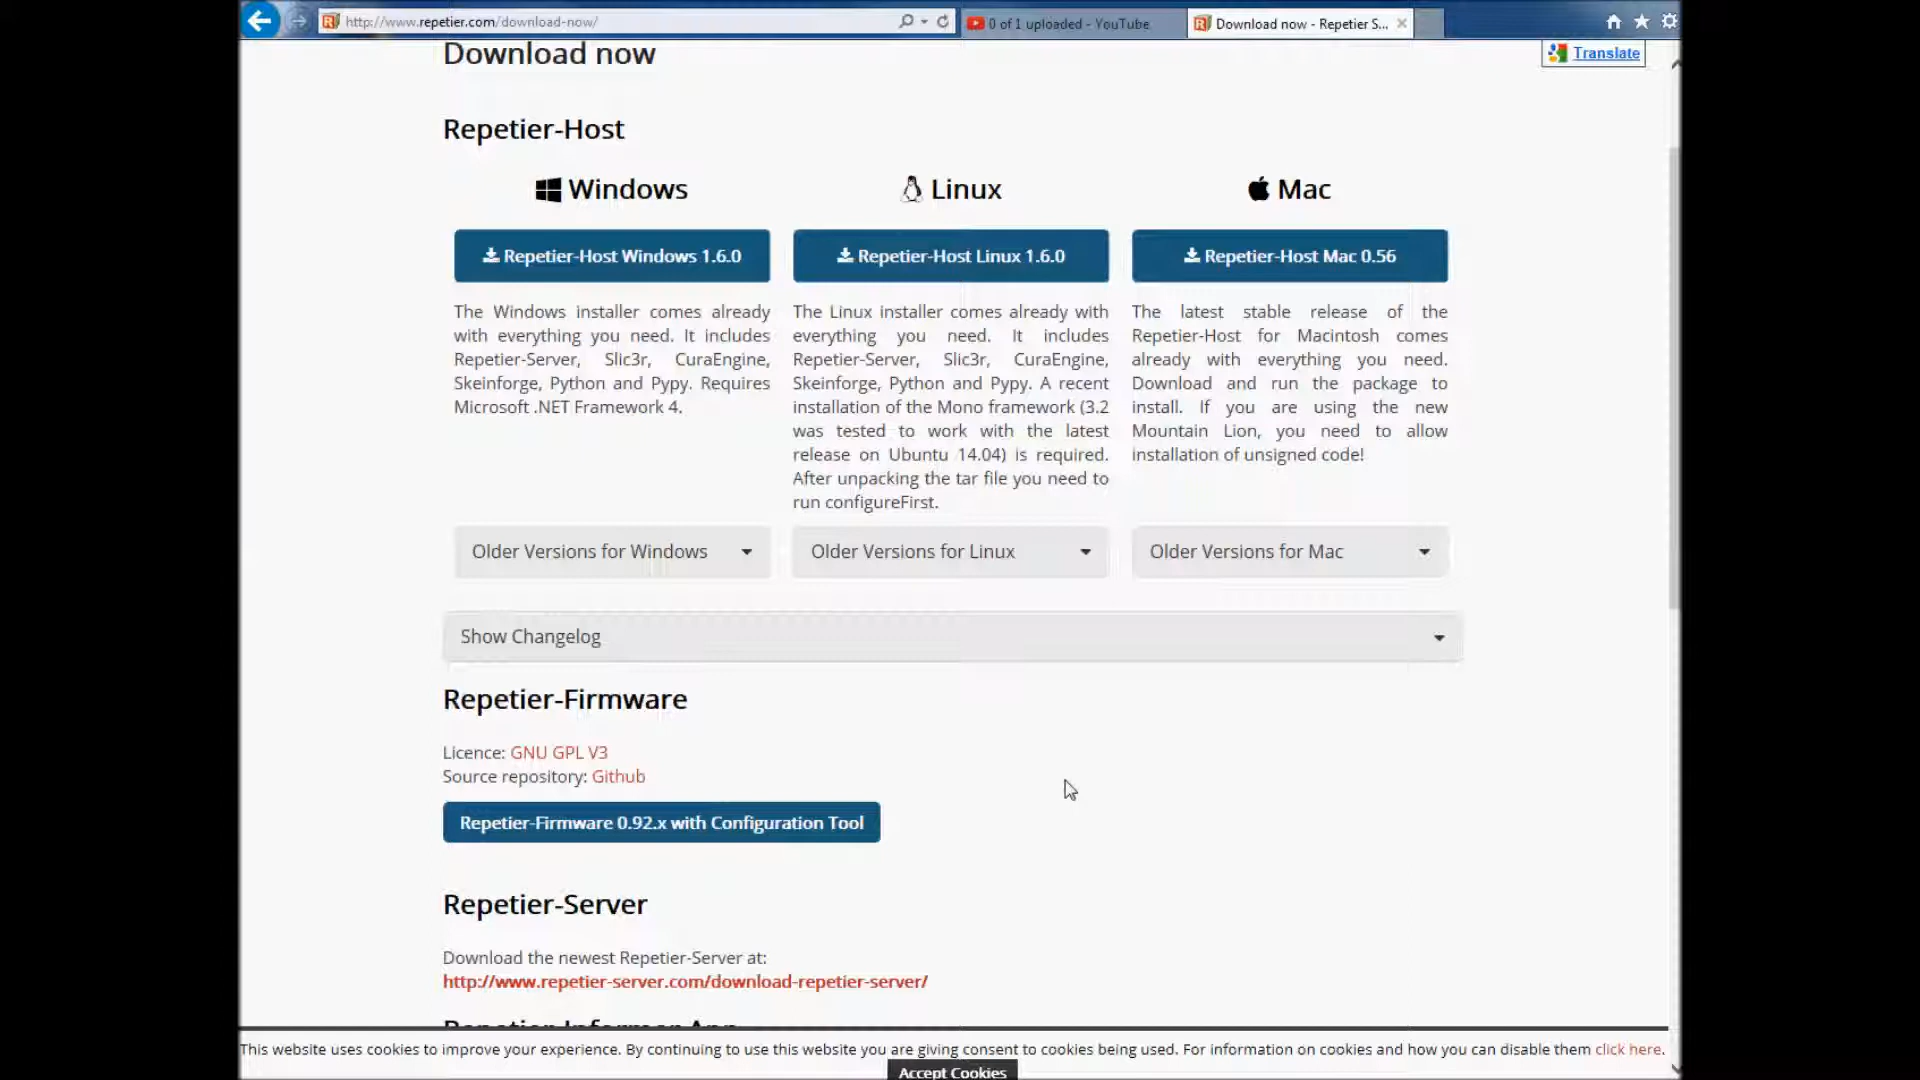 http://www.repetier.com/download-now/
0 of 1 uploaded - YouTube
Download now - Repetier S...
Download now
Translate
Repetier-Host
Windows
Linux
Mac
Repetier-Host Windows 1.6.0
Repetier-Host Linux 1.6.0
Repetier-Host Mac 0.56
The Windows installer comes already
with everything you need. It includes
Repetier-Server, Slic3r, CuraEngine,
Skeinforge, Python and Pypy. Requires
Microsoft .NET Framework 4.
The Linux installer comes already with
everything you need. It includes
Repetier-Server, Slic3r, CuraEngine,
Skeinforge, Python and Pypy. A recent
installation of the Mono framework (3.2
was tested to work with the latest
release on Ubuntu 14.04) is required.
After unpacking the tar file you need to
run configureFirst.
The latest stable release of the
Repetier-Host for Macintosh comes
already with everything you need.
Download and run the package to
install. If you are using the new
Mountain Lion, you need to allow
installation of unsigned code!
Older Versions for Windows
Older Versions for Linux
Older Versions for Mac
Show Changelog
Repetier-Firmware
Licence: GNU GPL V3
Source repository: Github
Repetier-Firmware 0.92.x with Configuration Tool
Repetier-Server
Download the newest Repetier-Server at:
http://www.repetier-server.com/download-repetier-server/
Repetier-Informer App
This website uses cookies to improve your experience. By continuing to use this website you are giving consent to cookies being used. For information on cookies and how you can disable them click here.
Accept Cookies